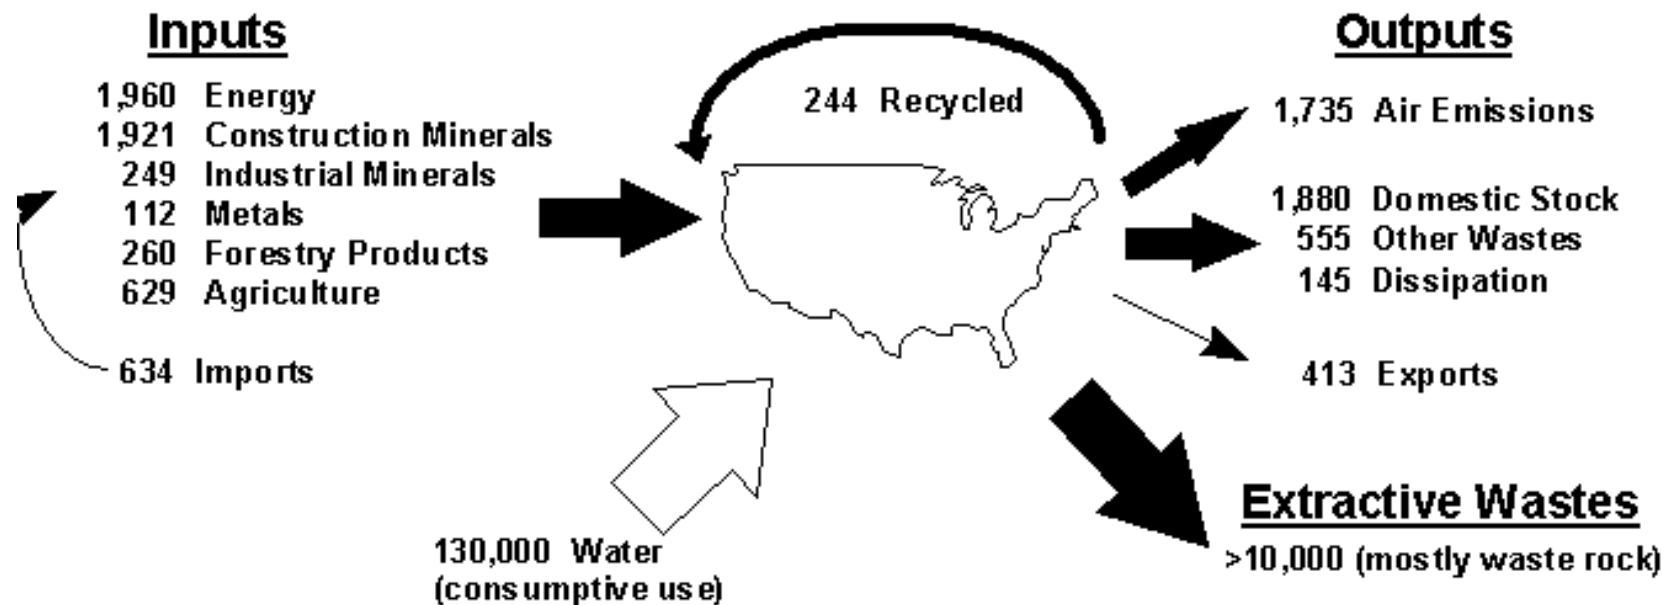 Inputs
1,960 Energy
1,921 Construction Minerals
249 Industrial Minerals
112 Metals
260 Forestry Products
629 Agriculture
634 Imports
244 Recycled
130,000 Water
(consumptive use)
Outputs
1,735 Air Emissions
1,880 Domestic Stock
555 Other Wastes
145 Dissipation
413 Exports
Extractive Wastes
>10,000 (mostly waste rock)